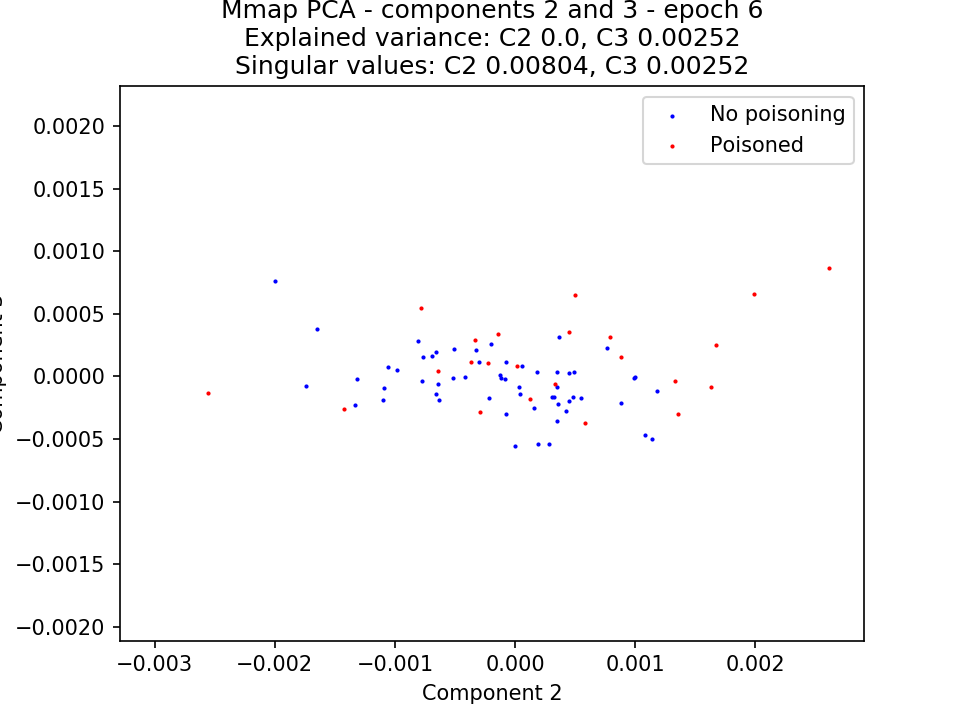 Mmap PCA - components 2 and 3 - epoch 6
Explained variance: C2 0.0, C3 0.00252
Singular values: C2 0.00804, C3 0.00252
No poisoning
Poisoned
0.0020
0.0015
0.0010
0.0005
0.0000
−0.0005
−0.0010
−0.0015
−0.0020
−0.003 −0.002 −0.001 0.000 0.001 0.002
Component 2